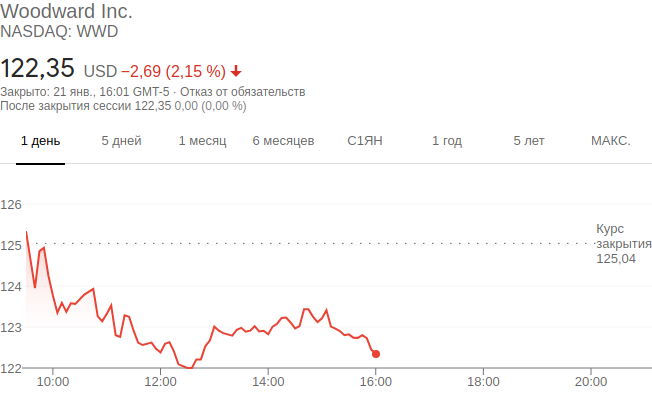 Woodward Inc.
NASDAQ: WWD
122,35 USD −2,69 (2,15 %)
Закрыто: 21 янв., 16:01 GMT-5 · Отказ от обязательств
После закрытия сессии 122,35 0,00 (0,00 %)
1 день 5 дней 1 месяц 6 месяцев С1ЯН 1 год 5 лет МАКС.
126
Курс
125 закрытия
125,04
124
123
122
10:00 12:00 14:00 16:00 18:00 20:00